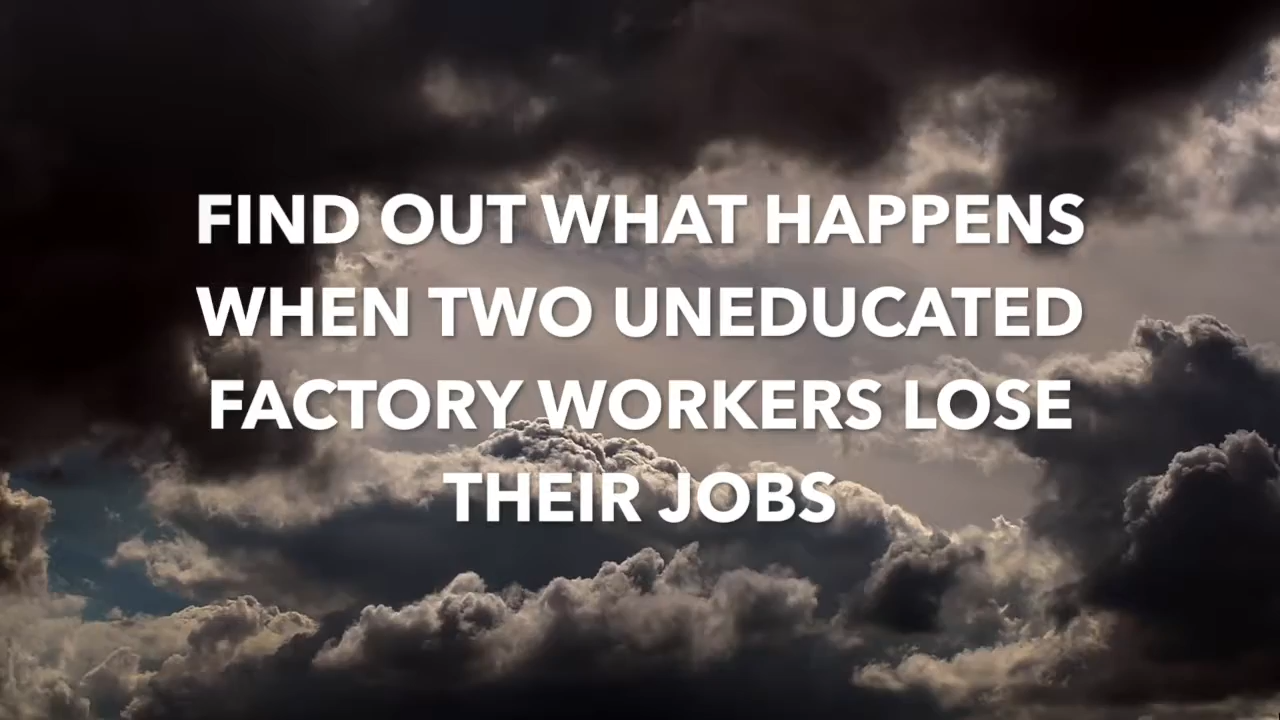 FIND OUT WHAT HAPPENS
WHEN TWO UNEDUCATED
FACTORY WORKERS LOSE
THEIR JOBS